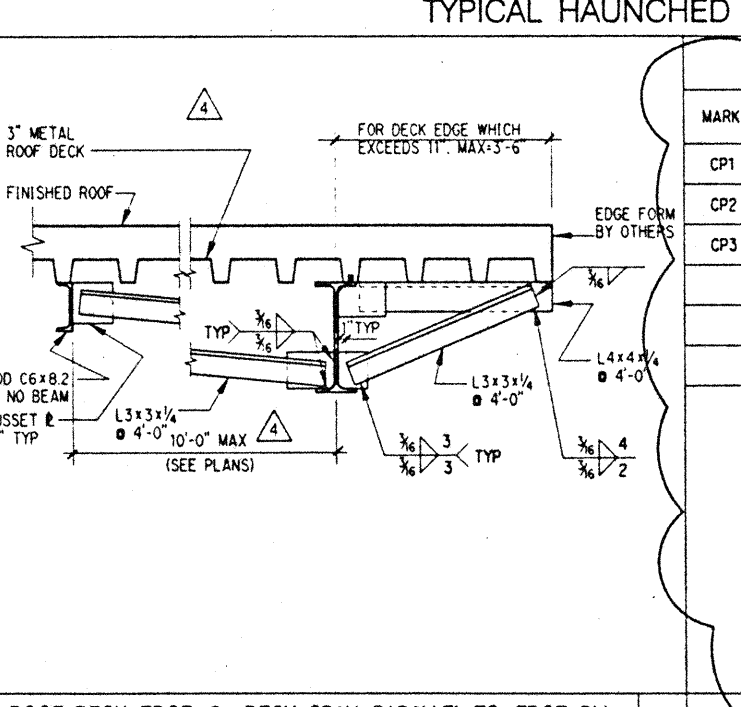 TYPICAL HAUNCHED
4
3" METAL
ROOF DECK
FINISHED ROOF
FOR DECK EDGE WHICH
EXCEEDS 11". MAX=3'-6"
EDGE FORM
BY OTHERS
MARK
CP1
CP2
CP3
3/16
TYP
3/16
3/16
1" TYP
L4x4x1/4
@ 4'-0"
C6x8.2
NO BEAM
TYP
L3x3x1/4
@ 4'-0"
10'-0" MAX
4
(SEE PLANS)
L3x3x1/4
@ 4'-0"
3/16 3
3/16 3
TYP
3/16 4
3/16 2